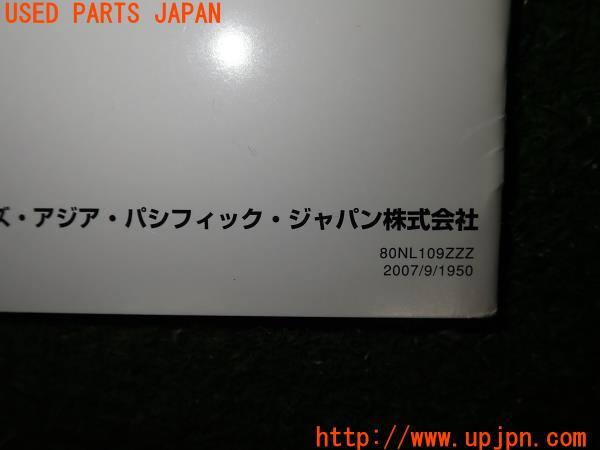 USED PARTS JAPAN
ズ・アジア・パシフィック・ジャパン株式会社
80NL109ZZZ
2007/9/1950
http://www.upjpn.com